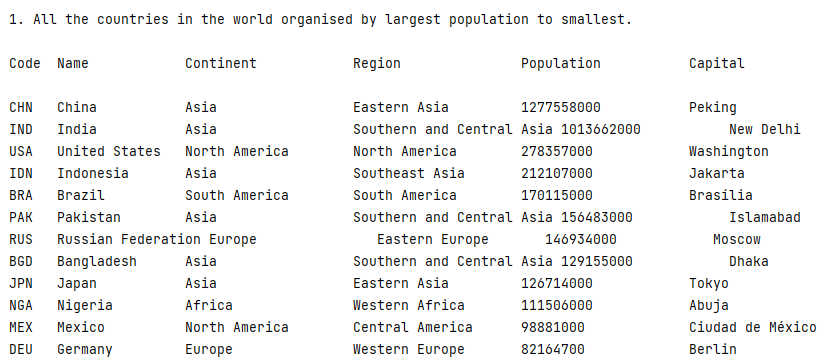 1. All the countries in the world organised by largest population to smallest.
Code Name Continent Region Population Capital
CHN China Asia Eastern Asia 1277558000 Peking
IND India Asia Southern and Central Asia 1013662000 New Delhi
USA United States North America North America 278357000 Washington
IDN Indonesia Asia Southeast Asia 212107000 Jakarta
BRA Brazil South America South America 170115000 Brasília
PAK Pakistan Asia Southern and Central Asia 156483000 Islamabad
RUS Russian Federation Europe Eastern Europe 146934000 Moscow
BGD Bangladesh Asia Southern and Central Asia 129155000 Dhaka
JPN Japan Asia Eastern Asia 126714000 Tokyo
NGA Nigeria Africa Western Africa 111506000 Abuja
MEX Mexico North America Central America 98881000 Ciudad de México
DEU Germany Europe Western Europe 82164700 Berlin